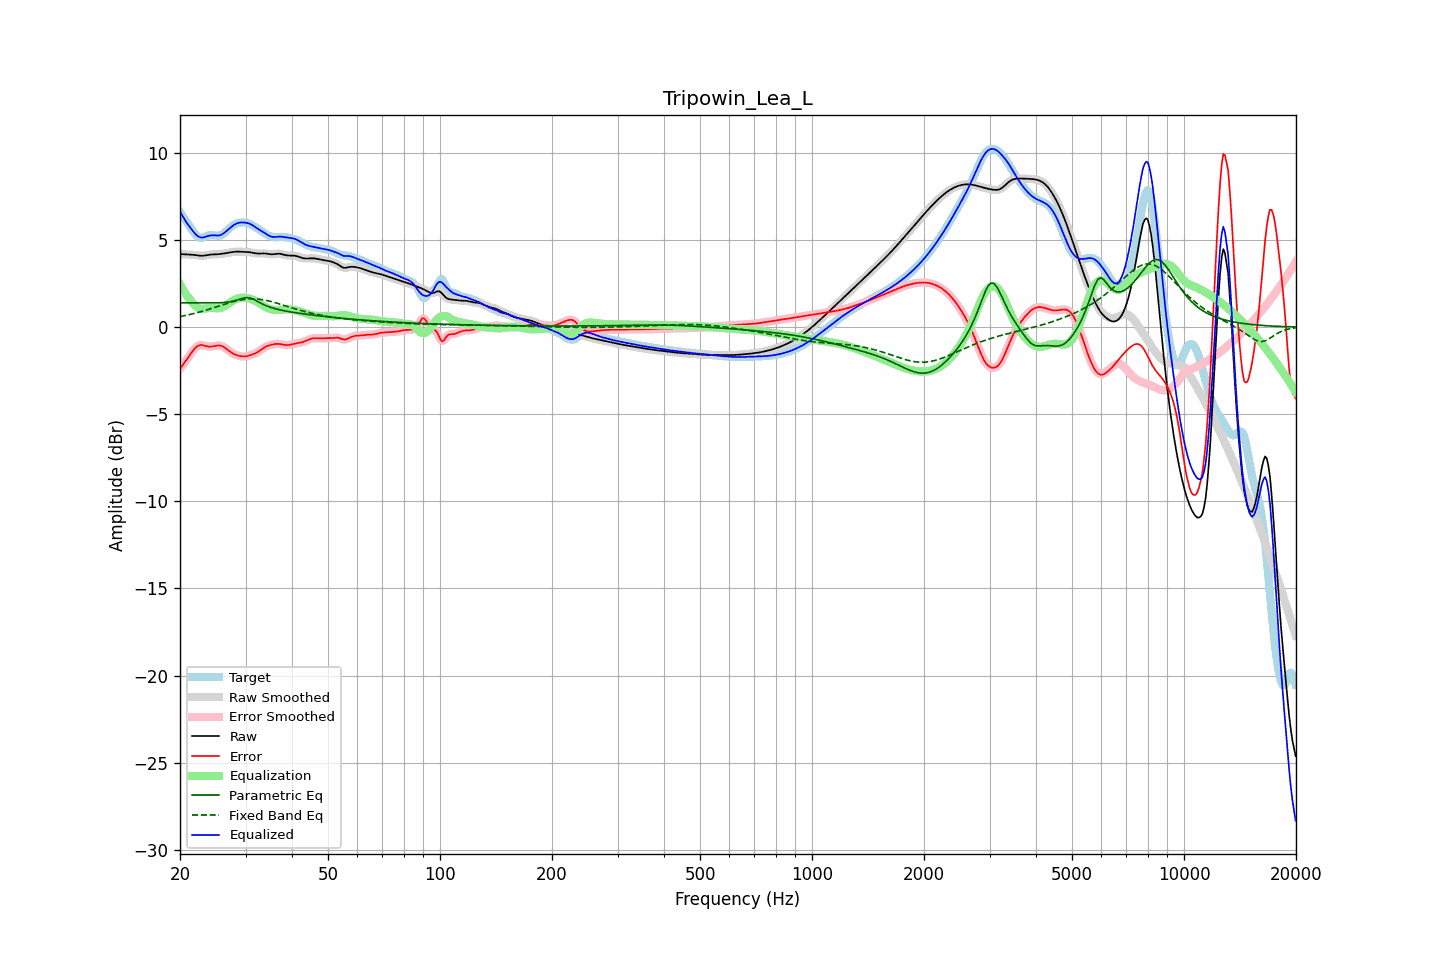 Tripowin_Lea_L
Amplitude (dBr)
10
5
0
−5
−10
−15
−20
−25
−30
Target
Raw Smoothed
Error Smoothed
Raw
Error
Equalization
Parametric Eq
Fixed Band Eq
Equalized
20 50 100 200 500 1000 2000 5000 10000 20000
Frequency (Hz)